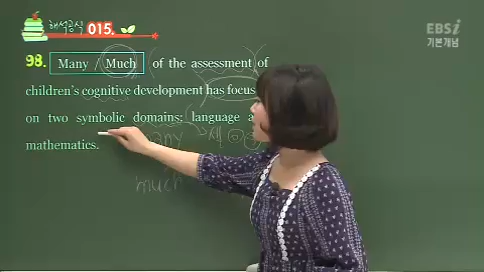 해석공식 015.
EBSi
기본개념
98. Many / Much of the assessment of
children's cognitive development has focus
on two symbolic domains: language a
mathematics.
many
much